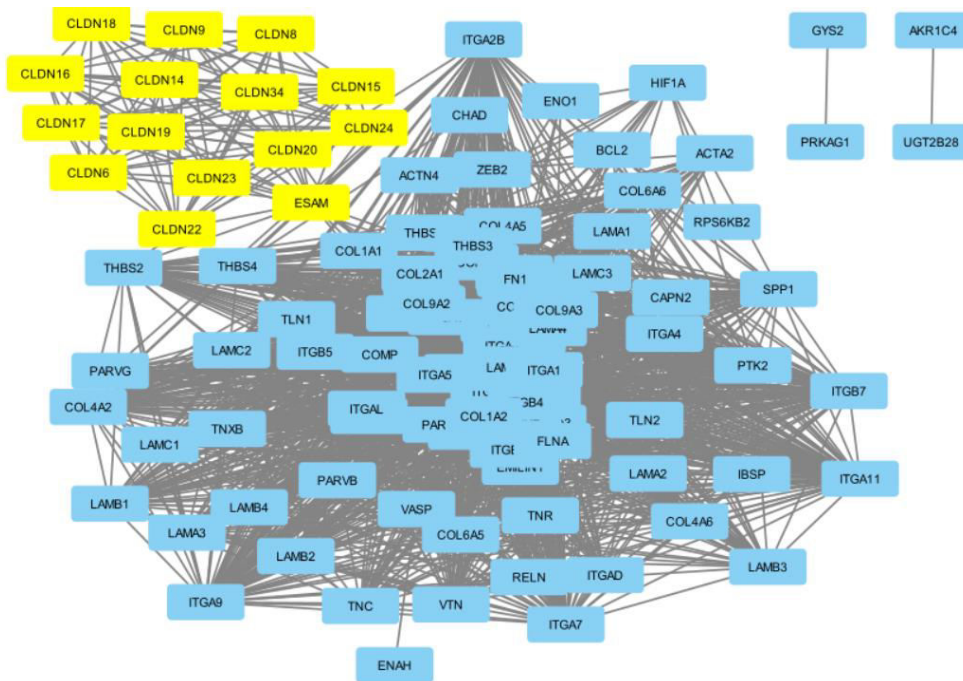 CLDN18
CLDN9
CLDN8
ITGA2B
GYS2
AKR1C4
CLDN16
CLDN14
CLDN34
CLDN15
ENO1
HIF1A
CHAD
CLDN17
CLDN19
CLDN24
CLDN20
BCL2
ACTA2
PRKAG1
UGT2B28
CLDN6
CLDN23
ACTN4
ZEB2
COL6A6
ESAM
CLDN22
COL4A5
LAMA1
RPS6KB2
THBS
THBS3
COL1A1
THBS2
THBS4
COL2A1
FN1
LAMC3
CAPN2
SPP1
COL9A2
COL9A3
TLN1
ITGA4
LAMC2
ITGB5
COMP
PARVG
ITGA5
ITGA1
PTK2
ITGB7
COL4A2
TNXB
ITGAL
PAR
COL1A2
TLN2
LAMC1
FLNA
LAMA2
IBSP
ITGA11
PARVB
LAMB1
LAMB4
VASP
TNR
COL4A6
LAMA3
COL6A5
LAMB2
RELN
ITGAD
LAMB3
ITGA9
TNC
VTN
ITGA7
ENAH